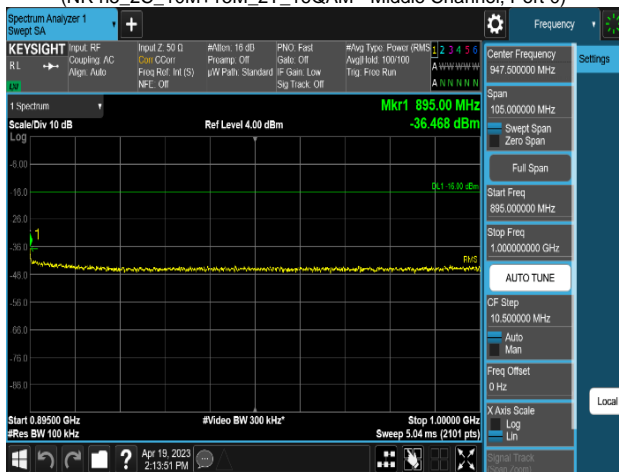 (NR n5_2C_10M+10M_2T_16QAM - Middle Channel, Port 0)
Spectrum Analyzer 1
Swept SA
Frequency
KEYSIGHT
RL
Input: RF
Coupling: AC
Align: Auto
Input Z: 50 Ω
Corr CCorr
Freq Ref: Int (S)
NFE: Off
#Atten: 16 dB
Preamp: Off
µW Path: Standard
PNO: Fast
Gate: Off
IF Gain: Low
Sig Track: Off
#Avg Type: Power (RMS
Avg|Hold: 100/100
Trig: Free Run
1 2 3 4 5 6
A W W W W W
A N N N N N
1 Spectrum
Scale/Div 10 dB
Log
Ref Level 4.00 dBm
Mkr1 895.00 MHz
-36.468 dBm
DL1 -16.00 dBm
1
RMS
-6.00
-16.0
-26.0
-36.0
-46.0
-56.0
-66.0
-76.0
-86.0
Start 0.89500 GHz
#Res BW 100 kHz
#Video BW 300 kHz*
Stop 1.00000 GHz
Sweep 5.04 ms (2101 pts)
Apr 19, 2023
2:13:51 PM
Center Frequency
947.500000 MHz
Settings
Span
105.000000 MHz
Swept Span
Zero Span
Full Span
Start Freq
895.000000 MHz
Stop Freq
1.000000000 GHz
AUTO TUNE
CF Step
10.500000 MHz
Auto
Man
Freq Offset
0 Hz
Local
X Axis Scale
Log
Lin
Signal Track